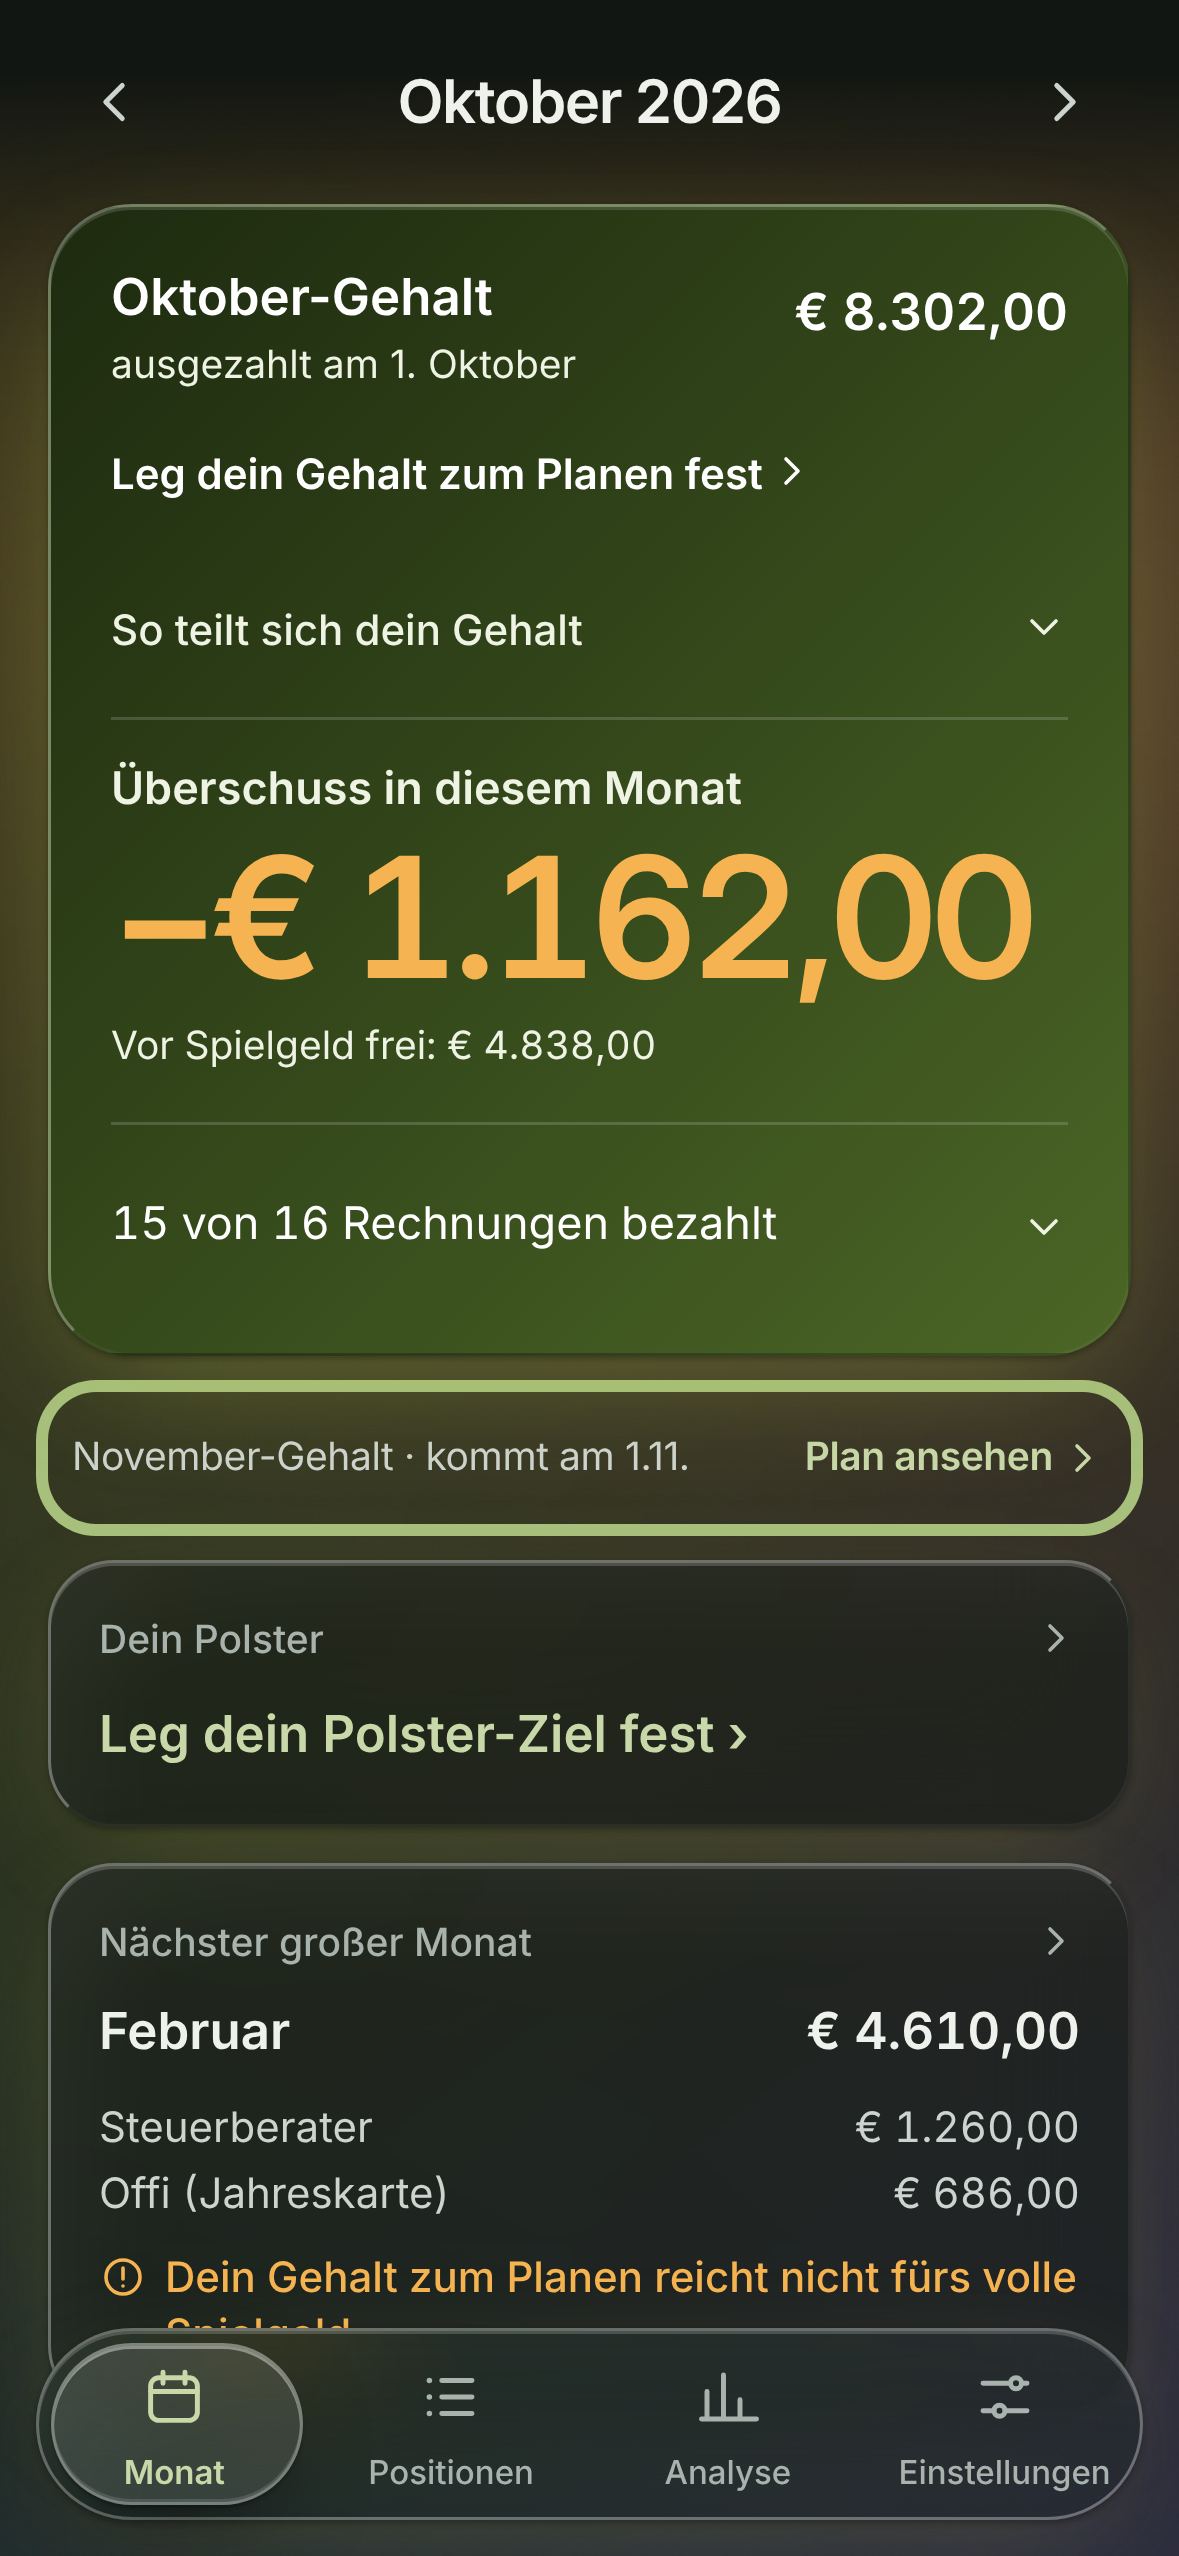 Oktober 2026
Oktober-Gehalt
€ 8.302,00
ausgezahlt am 1. Oktober
Leg dein Gehalt zum Planen fest
So teilt sich dein Gehalt
Überschuss in diesem Monat
–€ 1.162,00
Vor Spielgeld frei: € 4.838,00
15 von 16 Rechnungen bezahlt
November-Gehalt · kommt am 1.11.
Plan ansehen
Dein Polster
Leg dein Polster-Ziel fest ›
Nächster großer Monat
Februar
€ 4.610,00
Steuerberater
€ 1.260,00
Offi (Jahreskarte)
€ 686,00
Dein Gehalt zum Planen reicht nicht fürs volle
Spielgeld
Monat
Positionen
Analyse
Einstellungen